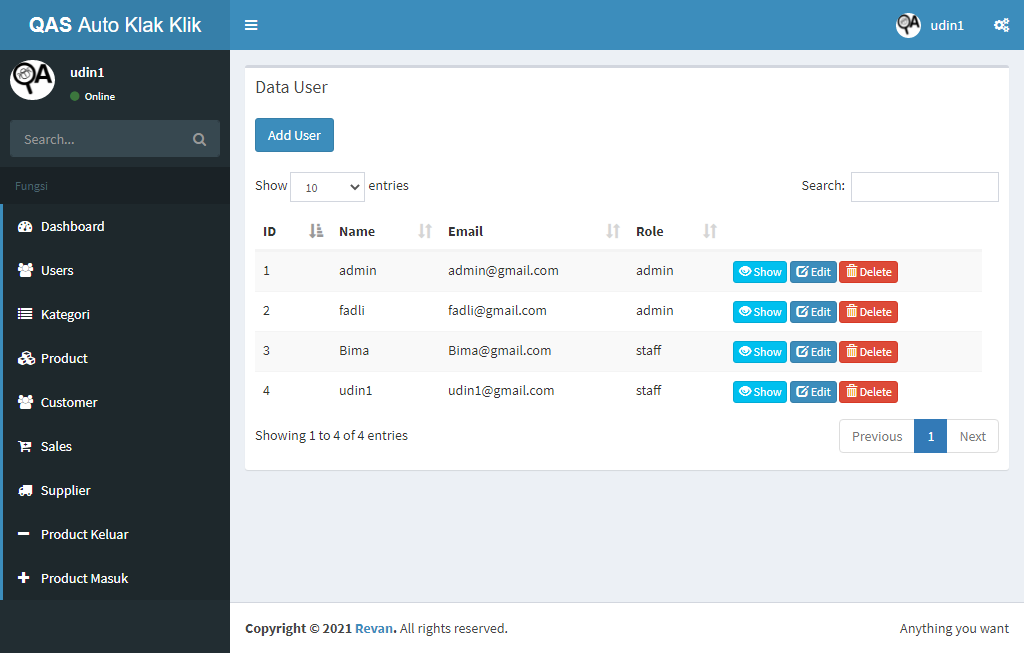 QAS Auto Klak Klik
udin1
udin1
Online
Search...
Fungsi
Dashboard
Users
Kategori
Product
Customer
Sales
Supplier
Product Keluar
Product Masuk
Data User
Add User
Show 10 entries
Search:
ID Name Email Role
1 admin admin@gmail.com admin Show Edit Delete
2 fadli fadli@gmail.com admin Show Edit Delete
3 Bima Bima@gmail.com staff Show Edit Delete
4 udin1 udin1@gmail.com staff Show Edit Delete
Showing 1 to 4 of 4 entries
Previous 1 Next
Copyright © 2021 Revan. All rights reserved.
Anything you want